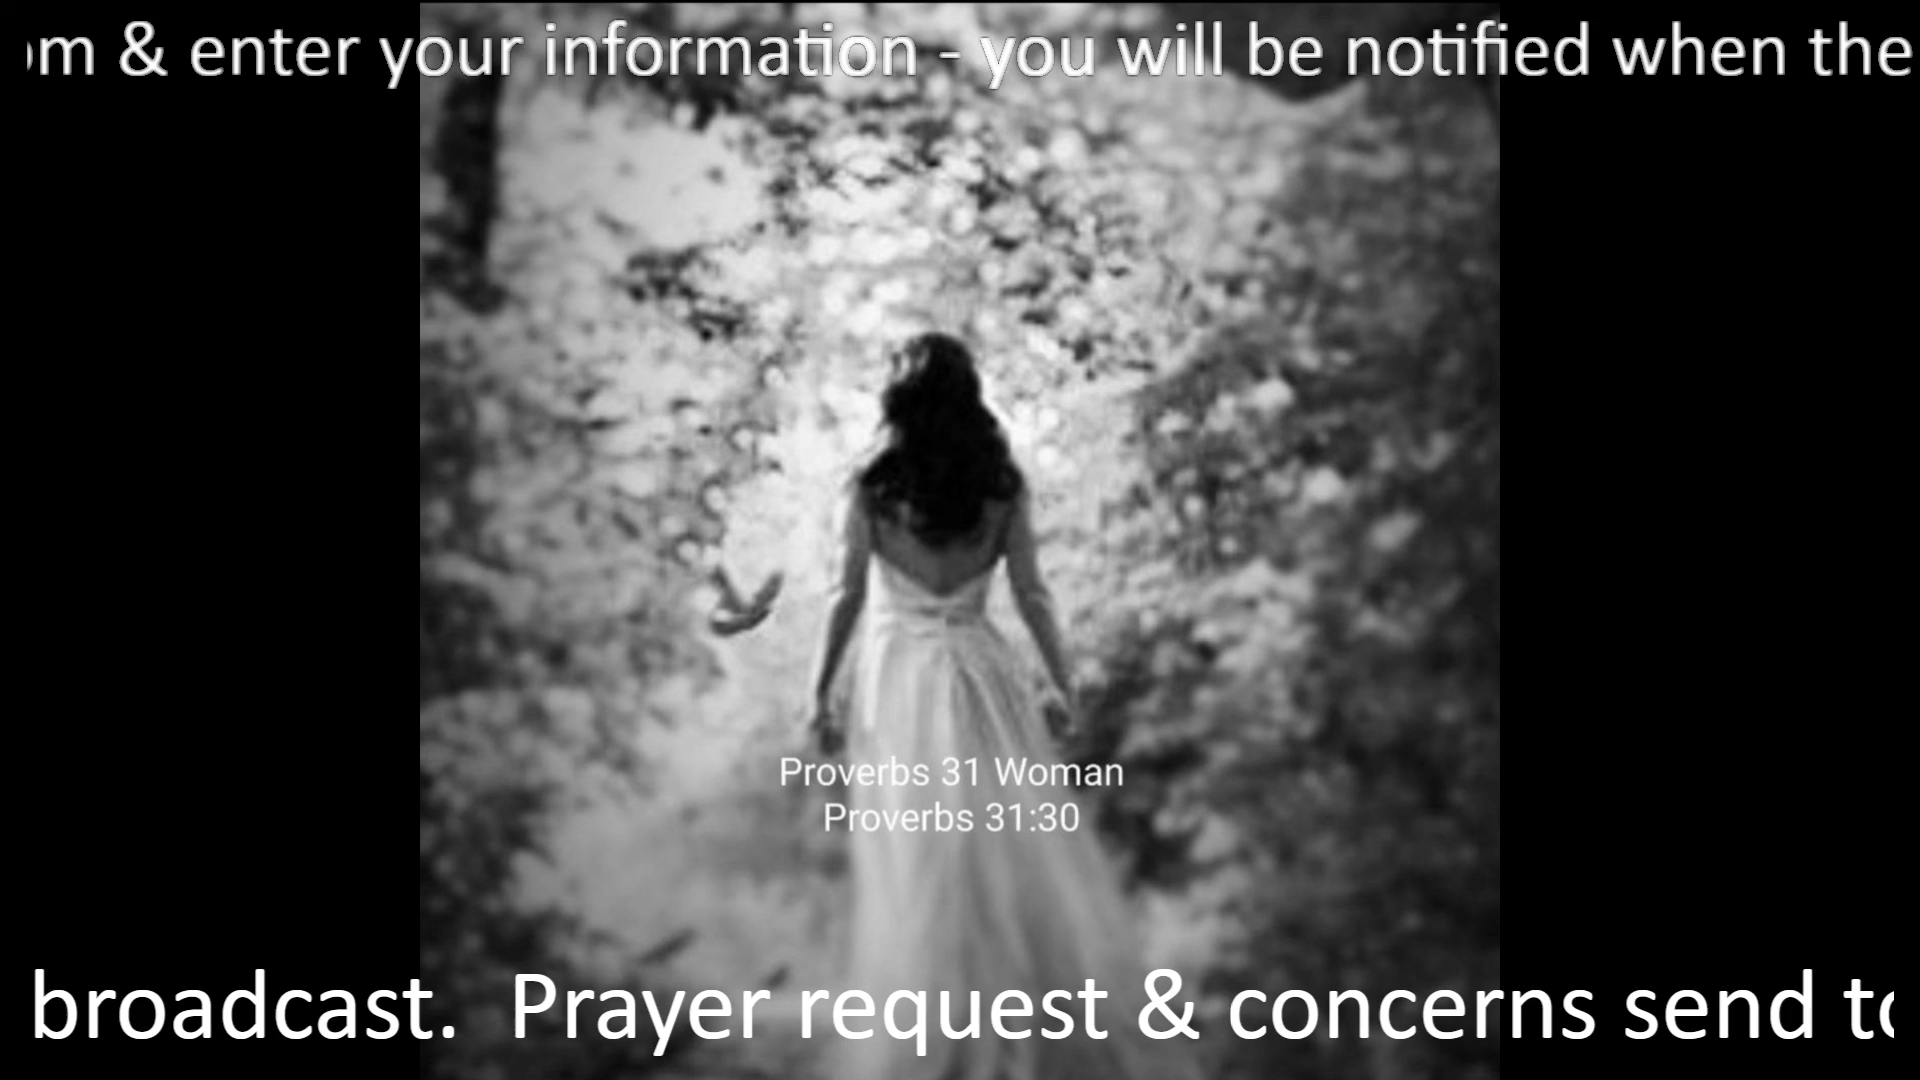 & enter your information - you will be notified when the
Proverbs 31 Woman
Proverbs 31:30
broadcast. Prayer request & concerns send